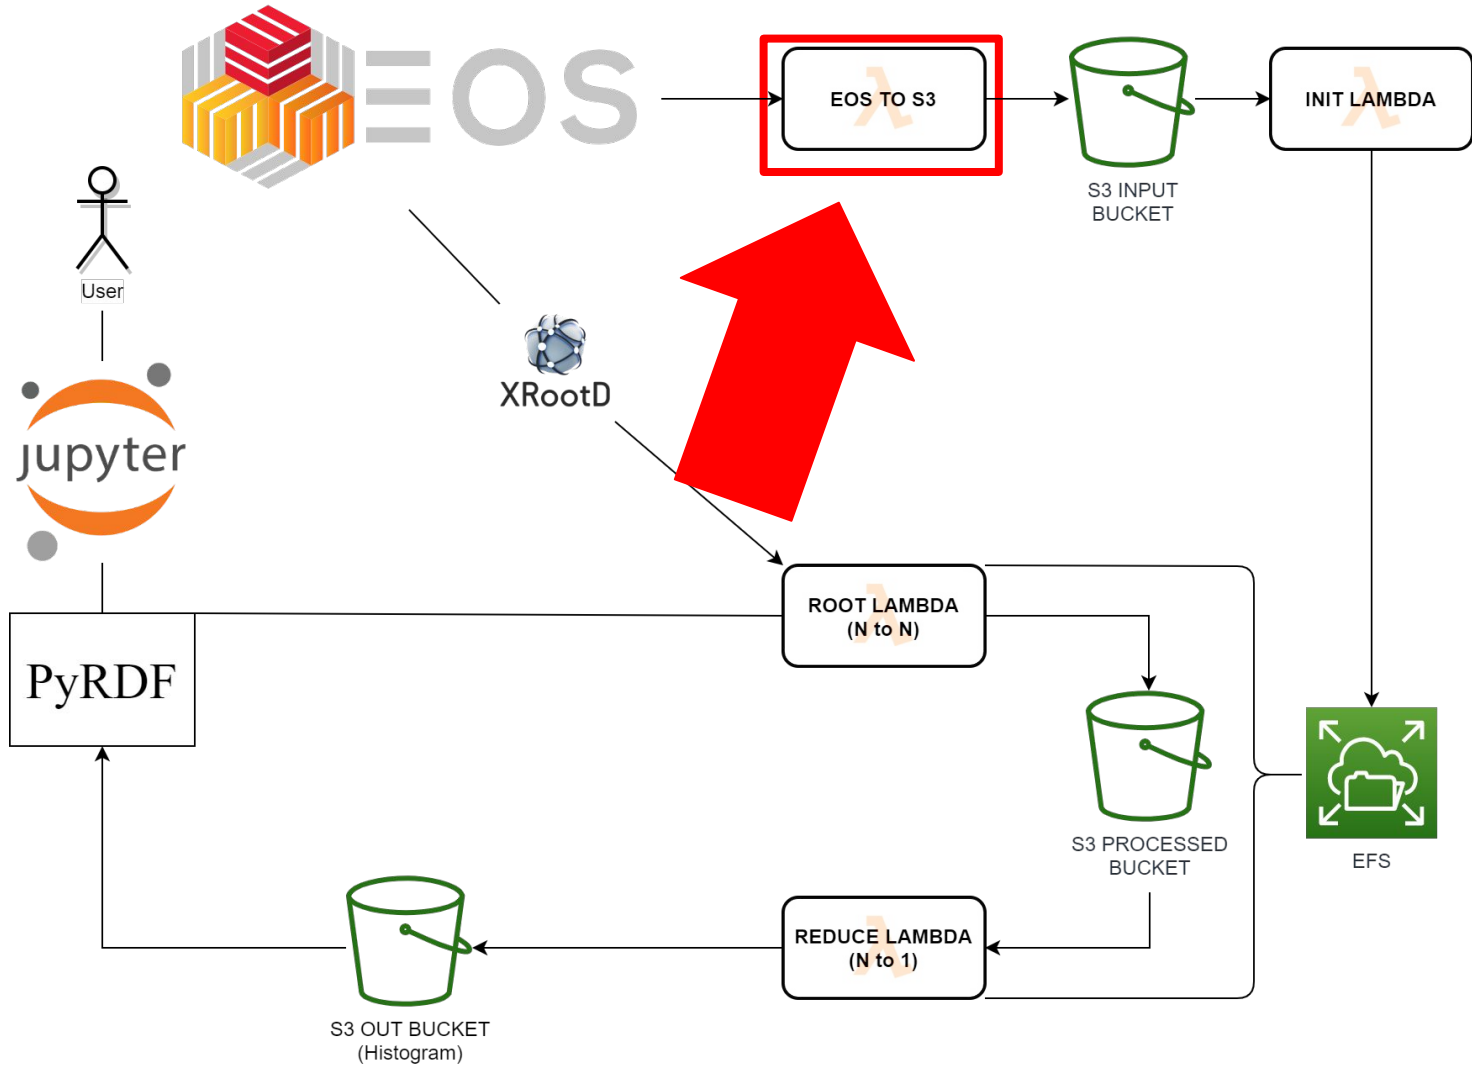 EOS
EOS TO S3
INIT LAMBDA
S3 INPUT
BUCKET
User
XRootD
jupyter
ROOT LAMBDA
(N to N)
PyRDF
S3 PROCESSED
BUCKET
EFS
REDUCE LAMBDA
(N to 1)
S3 OUT BUCKET
(Histogram)